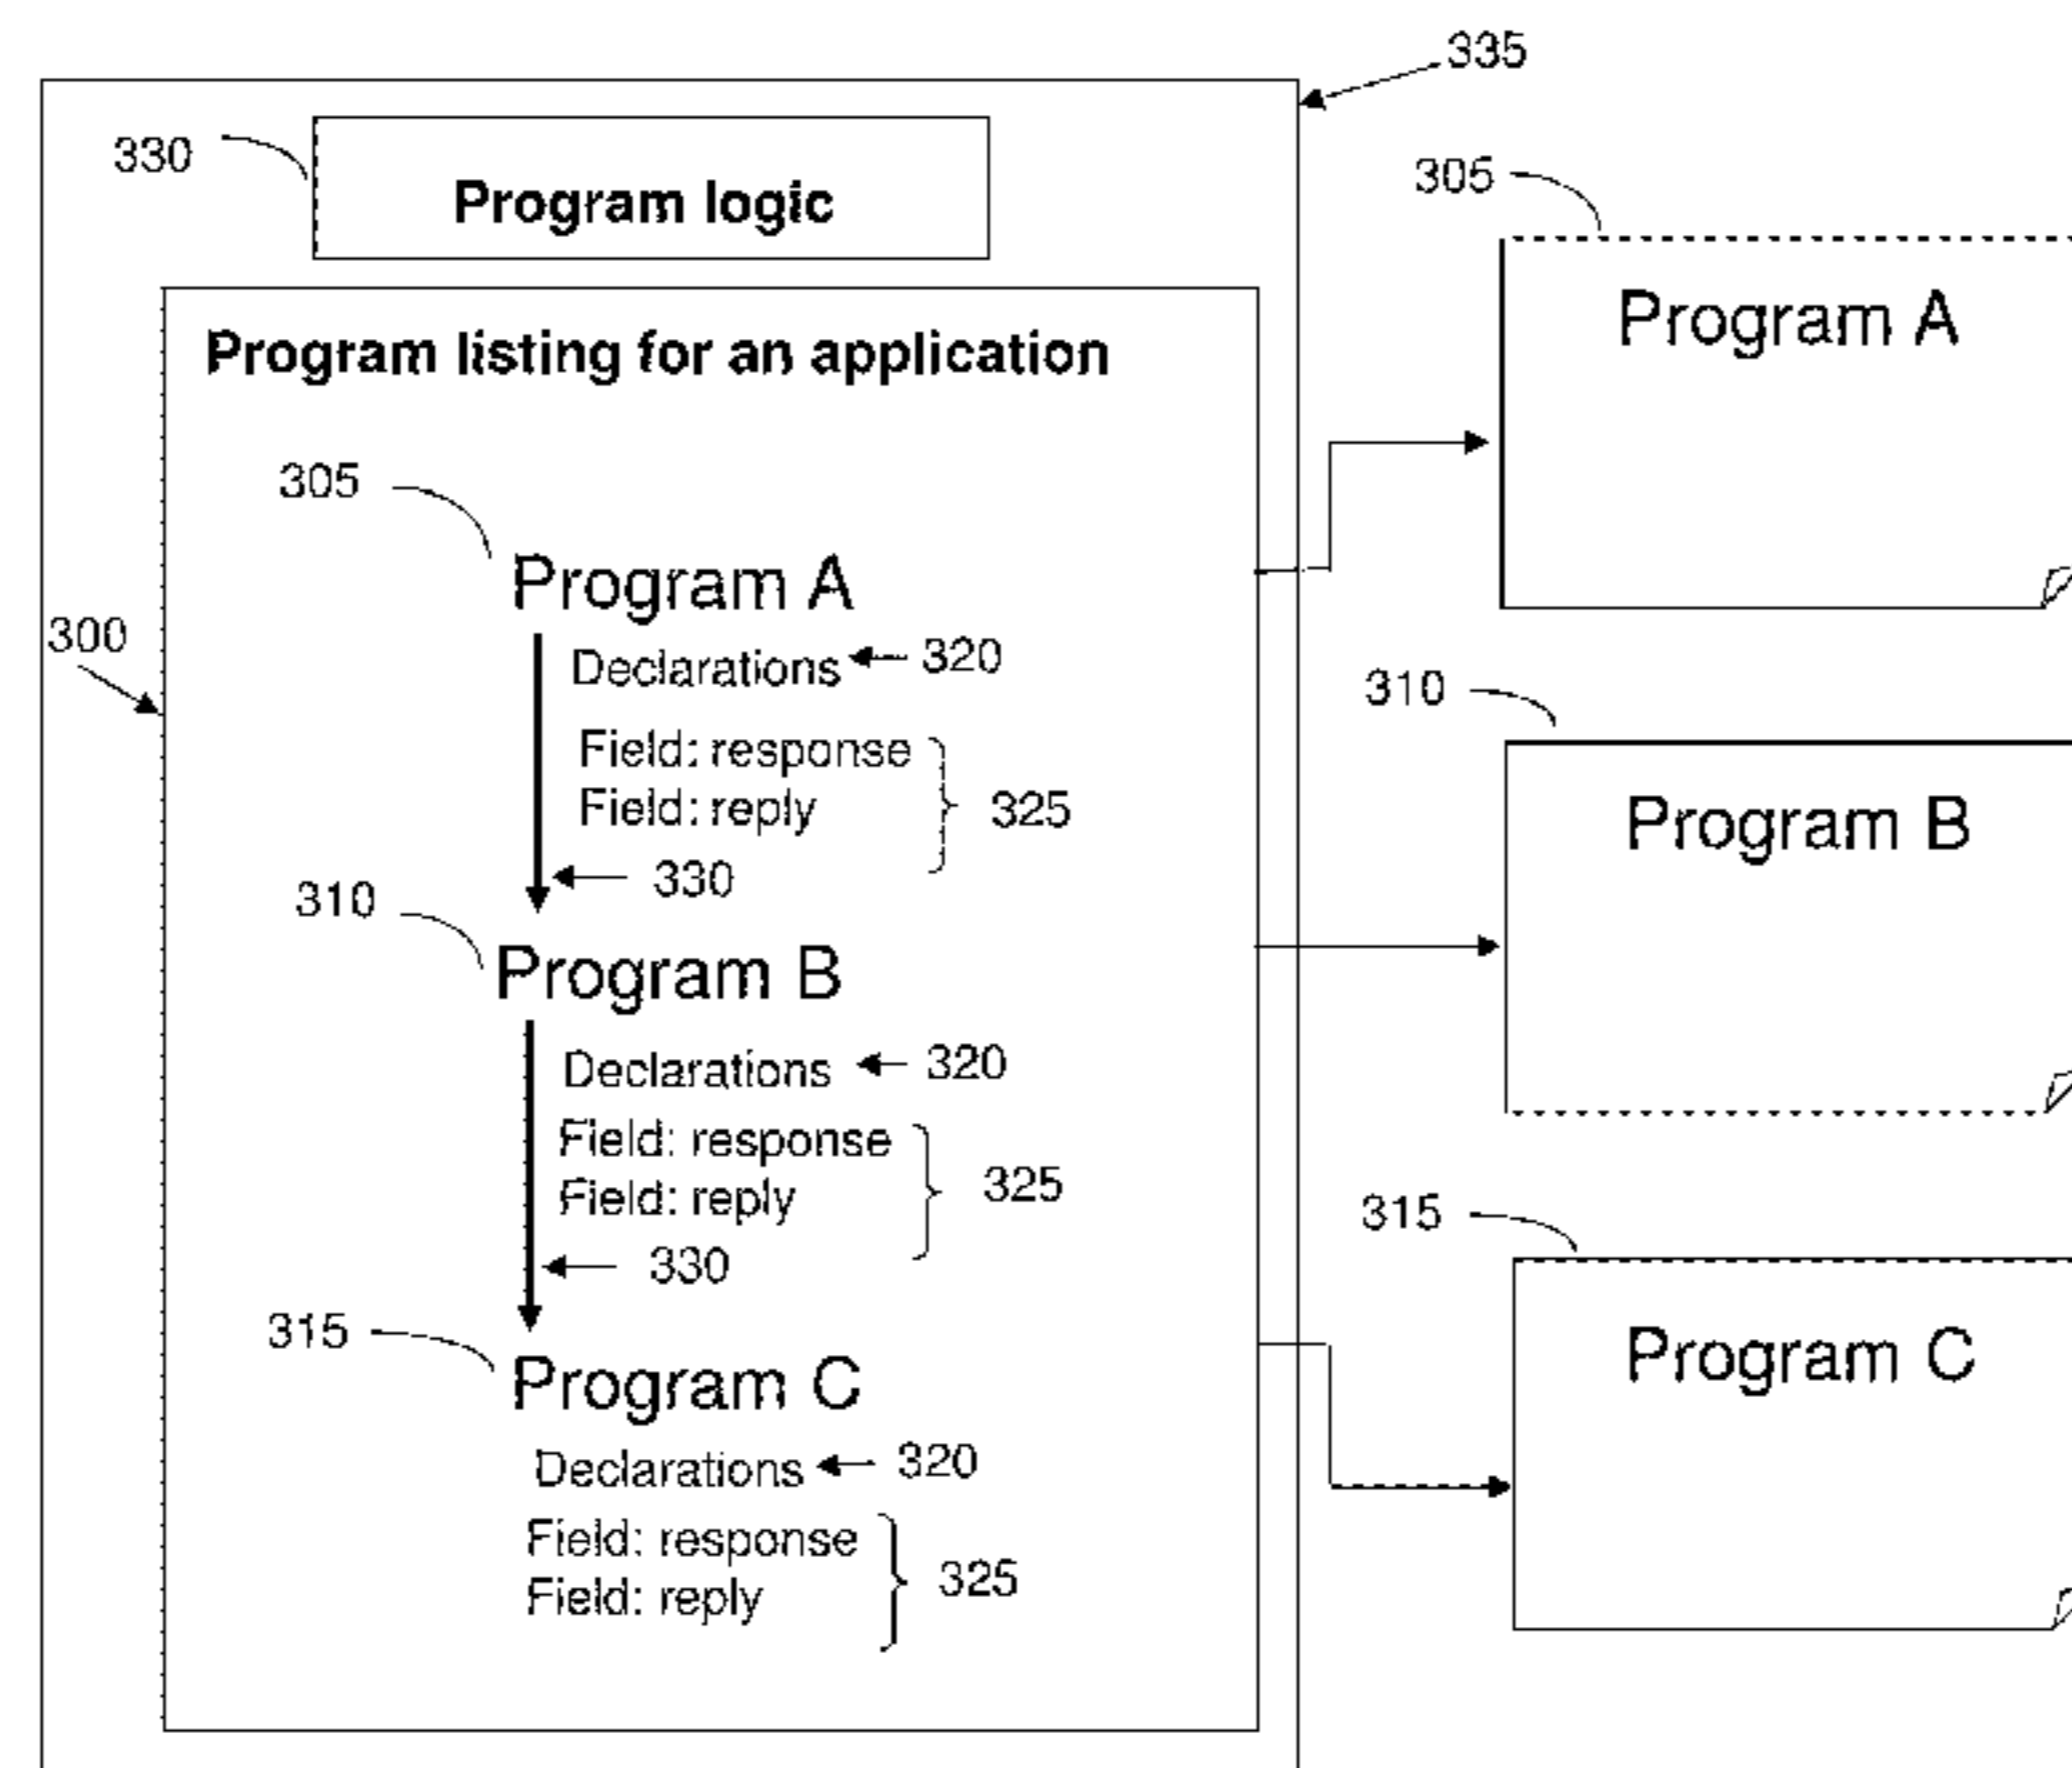 335
330
Program logic
305
Program A
Program listing for an application
305
Program A
300
Declarations 320
Field: response
Field: reply
325
330
310
Program B
310
Program B
Declarations 320
Field: response
Field: reply
325
330
315
Program C
315
Program C
Declarations 320
Field: response
Field: reply
325